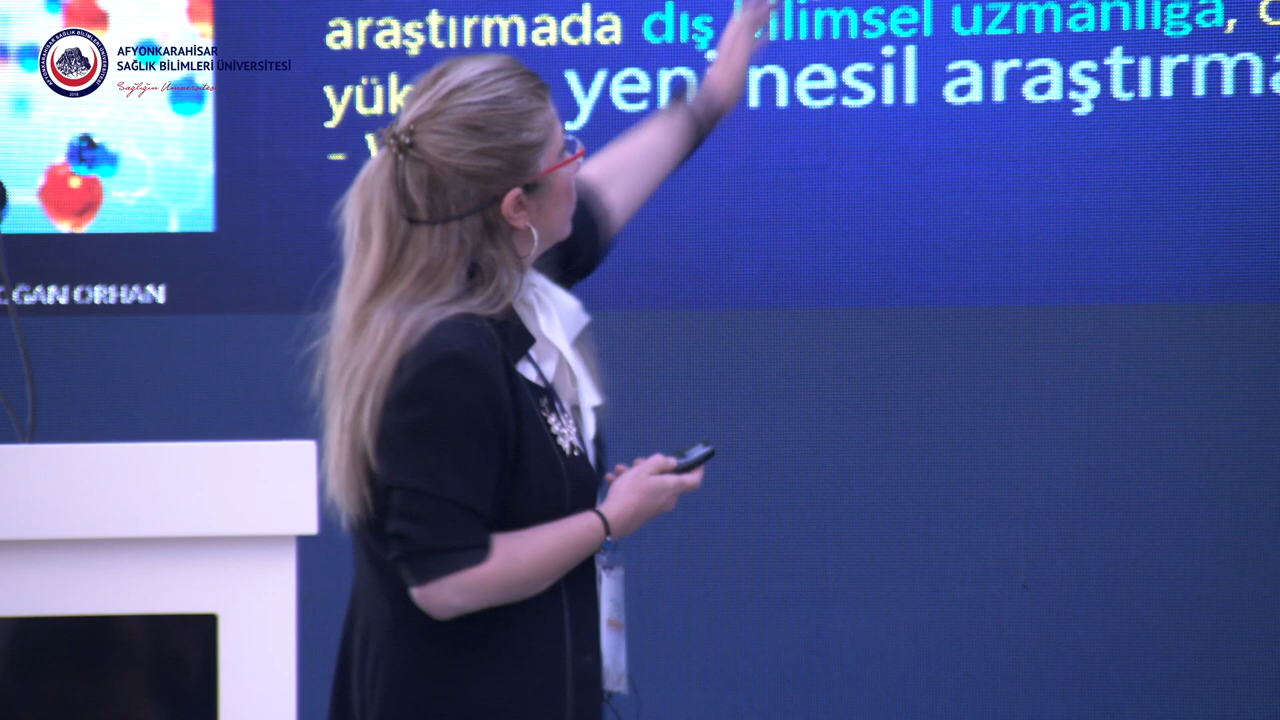 AFYONKARAHİSAR
SAĞLIK BİLİMLERİ ÜNİVERSİTESİ
Sağlığın Üniversitesi
araştırmada dış bilimsel uzmanlığa,
yeni nesil
GAN ORHAN